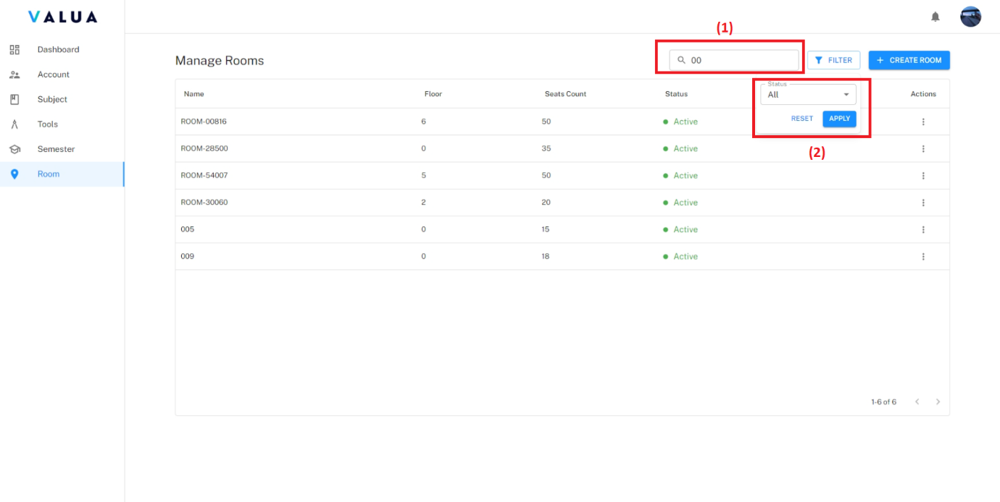 VALUA
(1)
Manage Rooms
00
FILTER
+ CREATE ROOM
Dashboard
Account
Subject
Tools
Semester
Room
Name Floor Seats Count Status Actions
Status
All
RESET APPLY
(2)
ROOM-00816 6 50 Active
ROOM-28500 0 35 Active
ROOM-54007 5 50 Active
ROOM-30060 2 20 Active
005 0 15 Active
009 0 18 Active
1-6 of 6